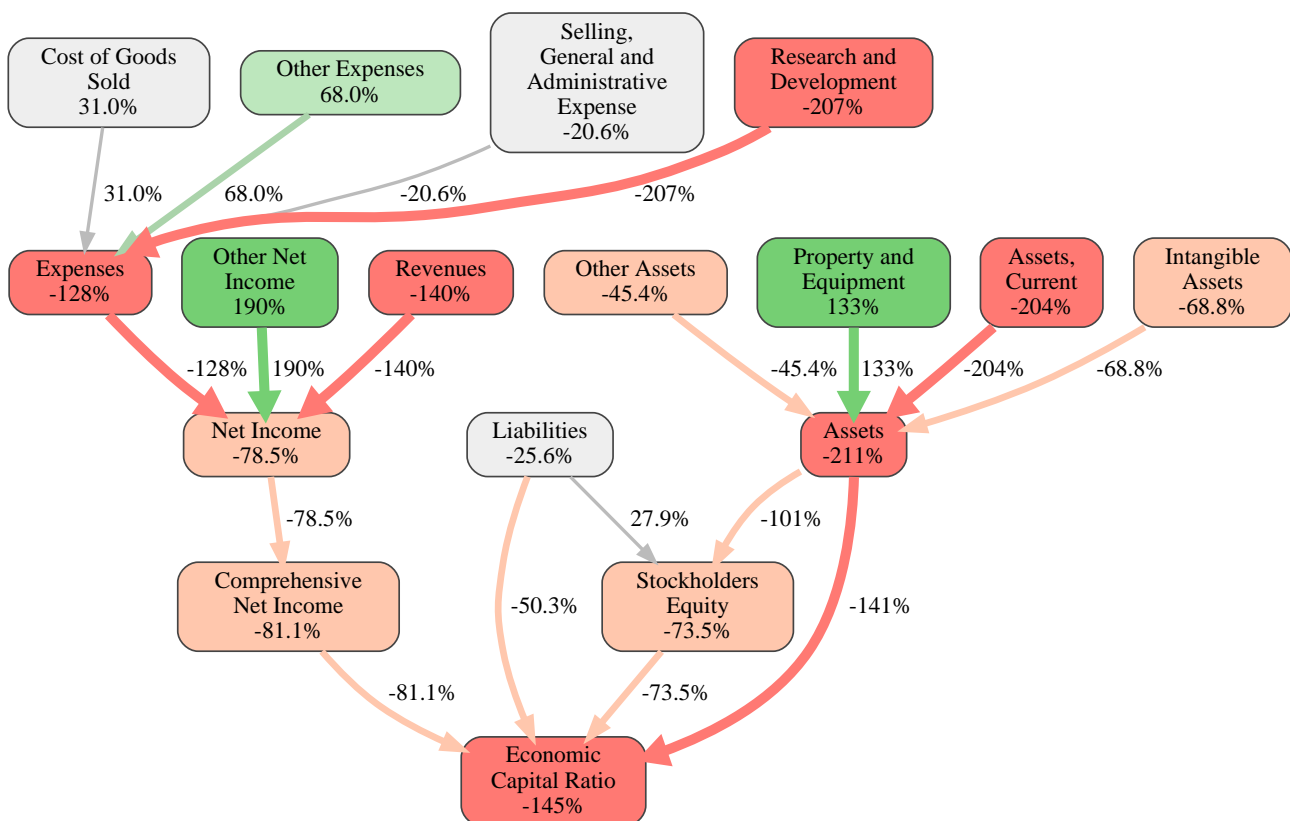 Cost of Goods
Sold
31.0%
Other Expenses
68.0%
Selling,
General and
Administrative
Expense
-20.6%
Research and
Development
-207%
31.0%
68.0%
-20.6%
-207%
Expenses
-128%
Other Net
Income
190%
Revenues
-140%
Other Assets
-45.4%
Property and
Equipment
133%
Assets,
Current
-204%
Intangible
Assets
-68.8%
-128%
190%
-140%
-45.4%
133%
-204%
-68.8%
Net Income
-78.5%
Liabilities
-25.6%
Assets
-211%
-78.5%
27.9%
-101%
Comprehensive
Net Income
-81.1%
-50.3%
Stockholders
Equity
-73.5%
-141%
-81.1%
-73.5%
Economic
Capital Ratio
-145%